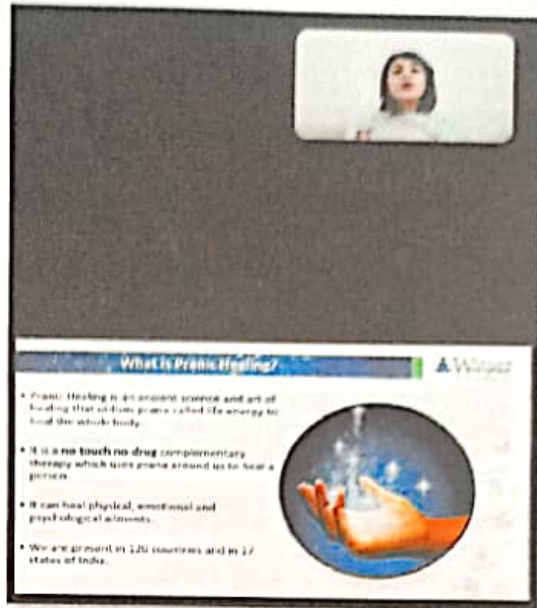 What is Pranic Healing?
• Pranic Healing is an ancient science and art of
healing that utilises prana called life energy to
heal the whole body.
• It is a no touch no drug complementary
therapy which uses prana around us to heal a
person.
• It can heal physical, emotional and
psychological ailments.
• We are present in 120 countries and in 17
states of India.